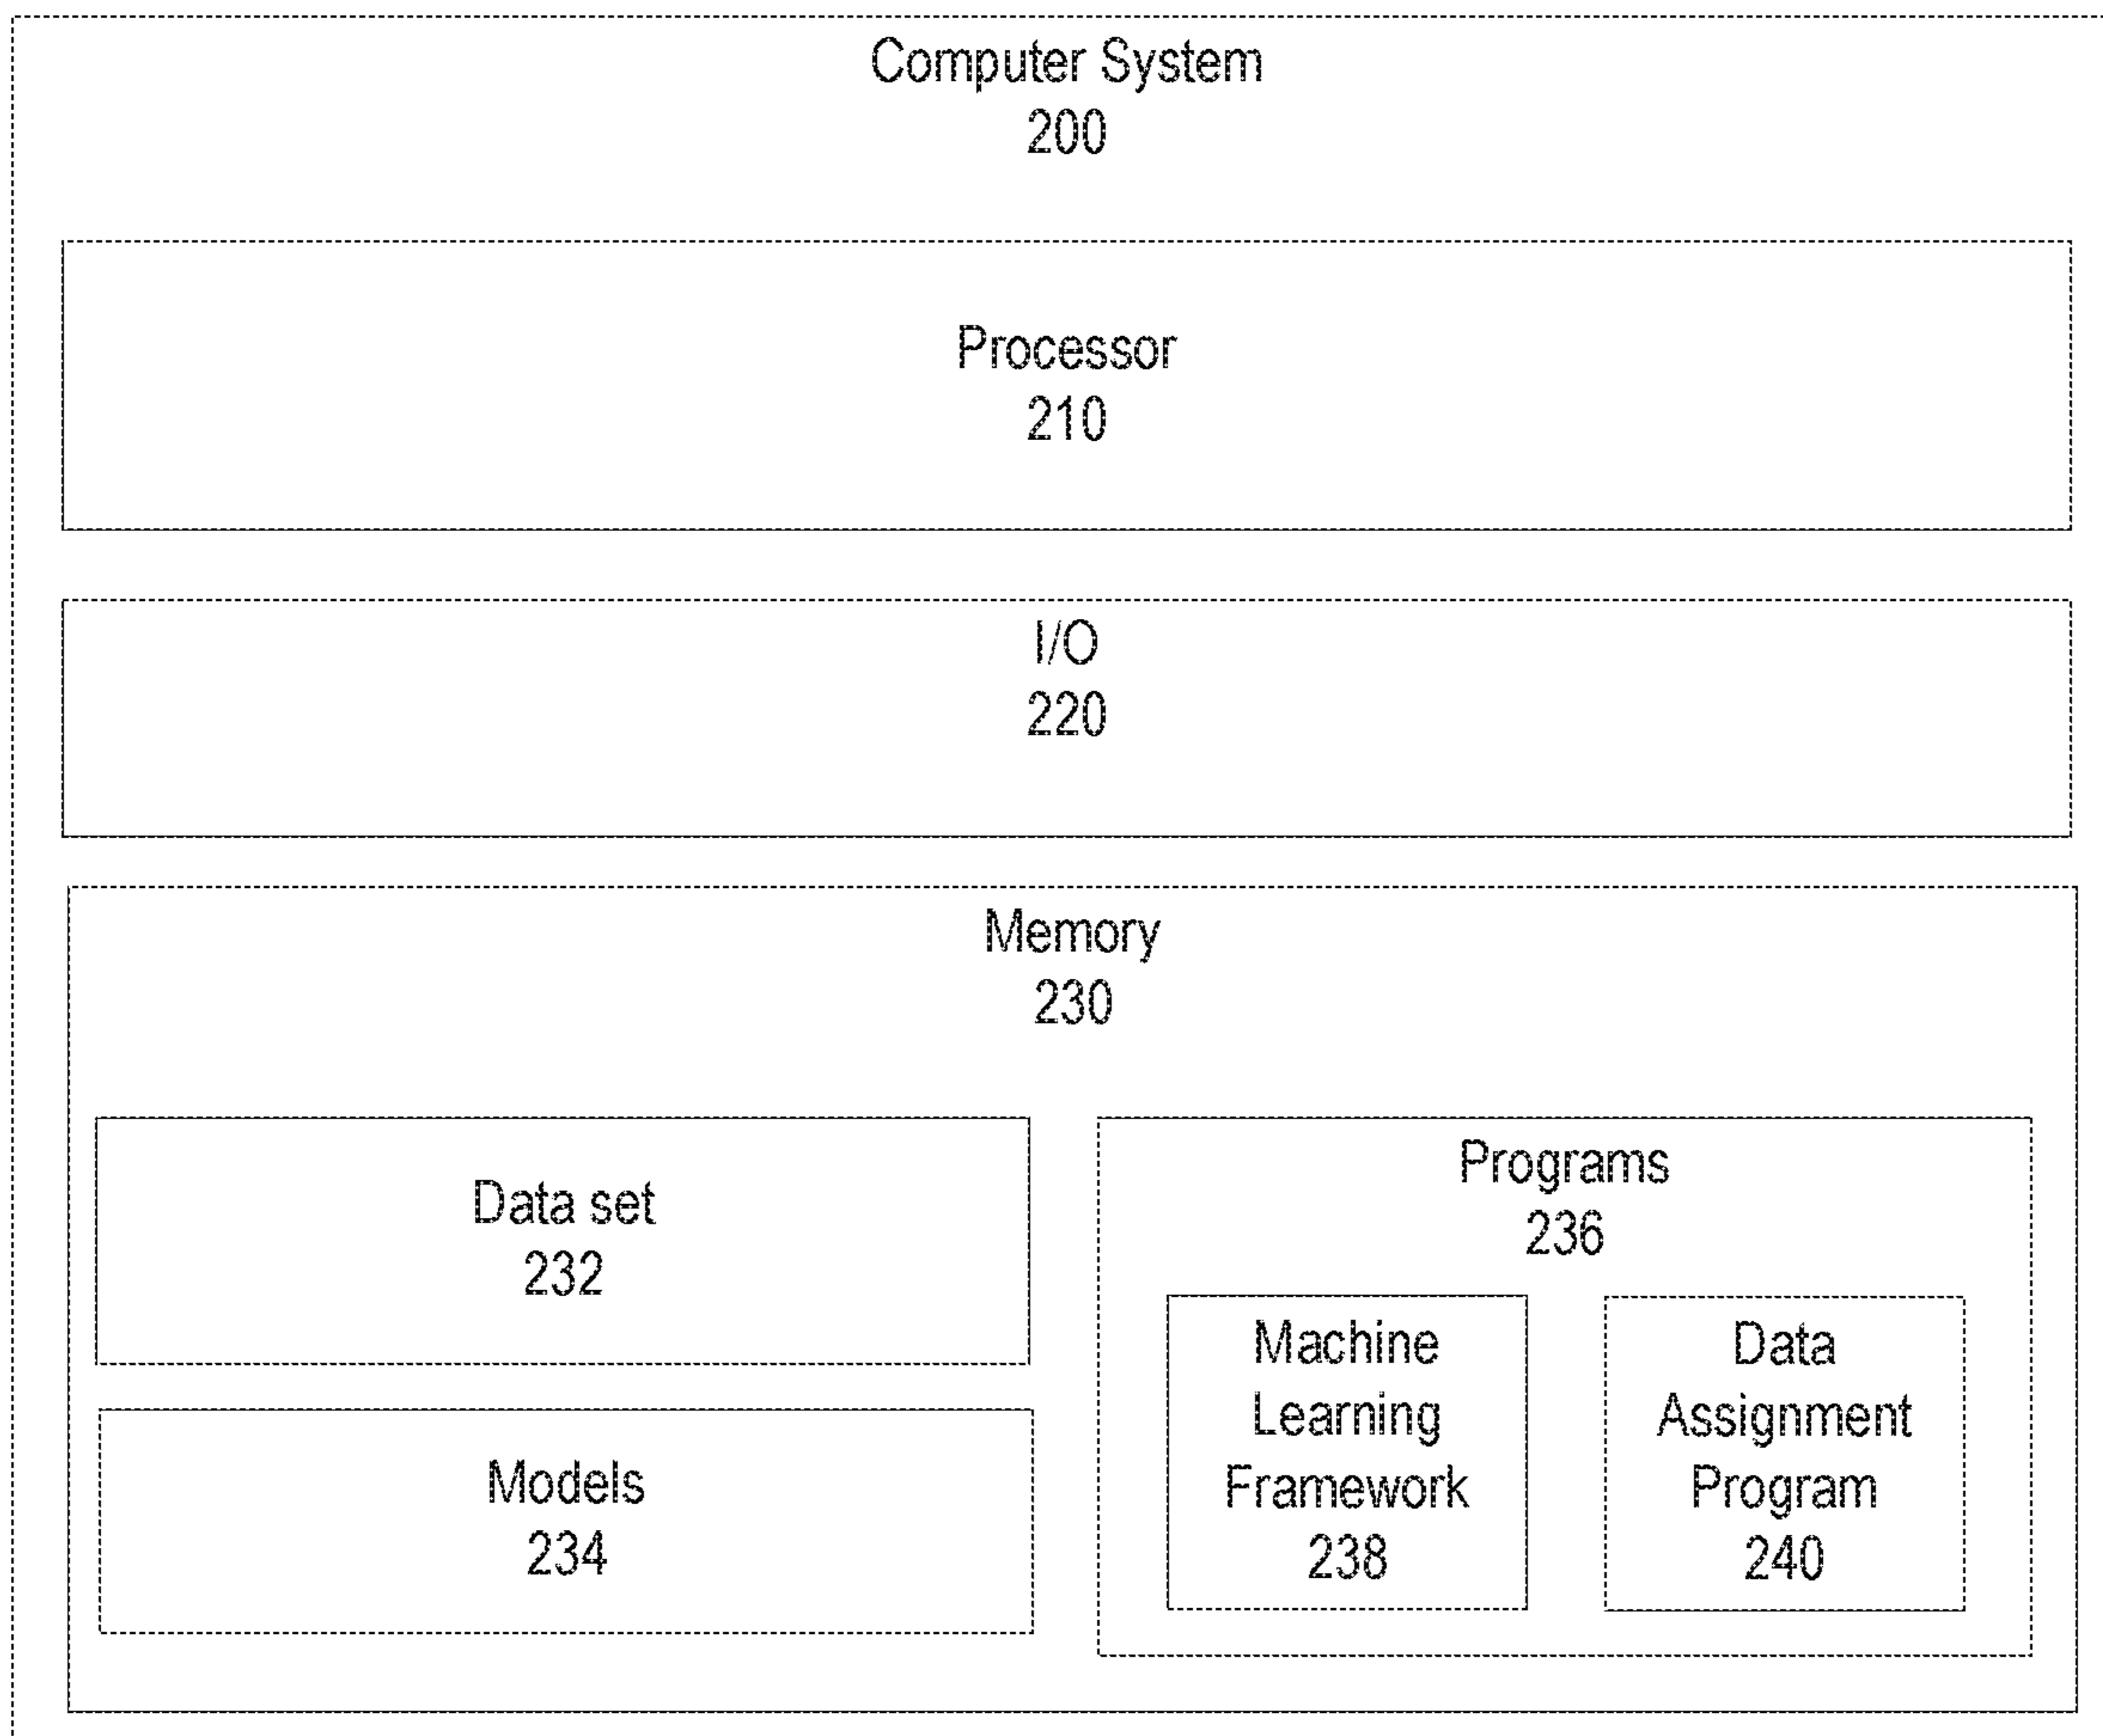 Computer System
200
Processor
210
I/O
220
Memory
230
Data set
232
Models
234
Programs
236
Machine
Learning
Framework
238
Data
Assignment
Program
240